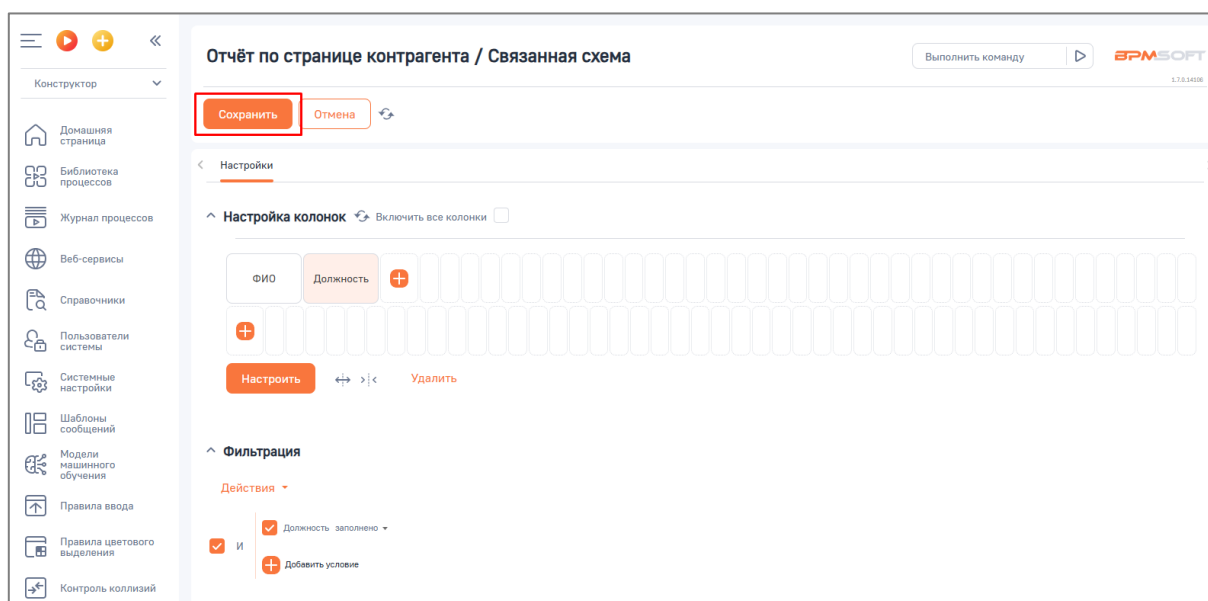 Отчёт по странице контрагента / Связанная схема
Выполнить команду
BPMSOFT
1.7.0.14108
Конструктор
Сохранить
Отмена
Домашняя
страница
Библиотека
процессов
Журнал процессов
Веб-сервисы
Справочники
Пользователи
системы
Системные
настройки
Шаблоны
сообщений
Модели
машинного
обучения
Правила ввода
Правила цветового
выделения
Контроль коллизий
Настройки
Настройка колонок Включить все колонки
ФИО
Должность
Настроить
Удалить
Фильтрация
Действия
И
Должность заполнено
Добавить условие